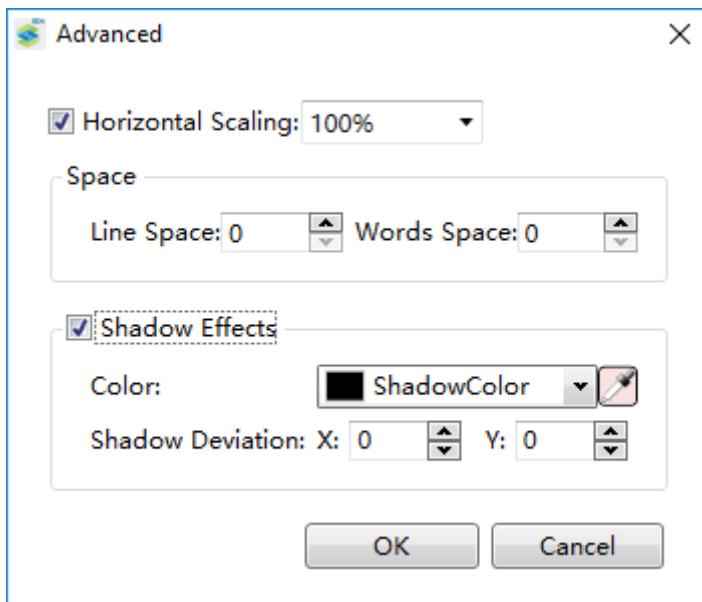 Advanced
Horizontal Scaling: 100%
Space
Line Space: 0 Words Space: 0
Shadow Effects
Color: ShadowColor
Shadow Deviation: X: 0 Y: 0
OK Cancel